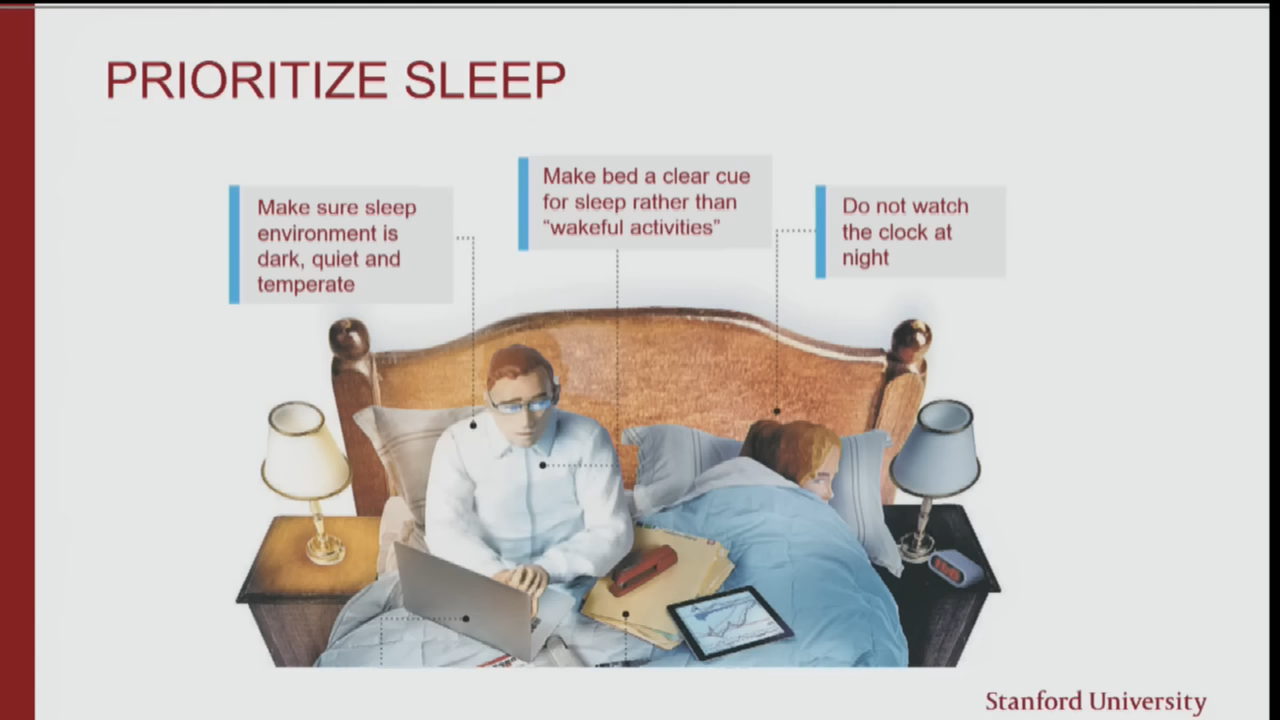 PRIORITIZE SLEEP
Make sure sleep
environment is
dark, quiet and
temperate
Make bed a clear cue
for sleep rather than
“wakeful activities”
Do not watch
the clock at
night
Stanford University